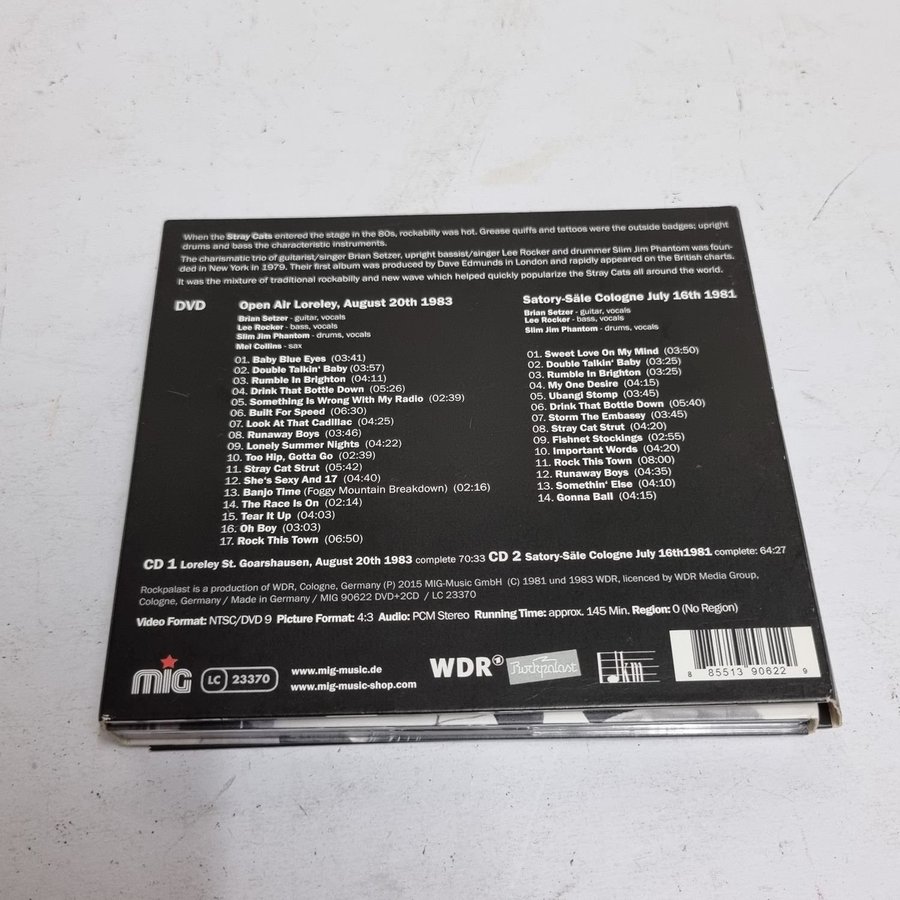 When the Stray Cats entered the stage in the 80s, rockabilly was hot. Grease quiffs and tattoos were the outside badges; upright
drums and bass the characteristic instruments.
The charismatic trio of guitarist/singer Brian Setzer, upright bassist/singer Lee Rocker and drummer Slim Jim Phantom was foun-
ded in New York in 1979. Their first album was produced by Dave Edmunds in London and rapidly appeared on the British charts.
It was the mixture of traditional rockabilly and new wave which helped quickly popularize the Stray Cats all around the world.
DVD
Open Air Loreley, August 20th 1983
Brian Setzer - guitar, vocals
Lee Rocker - bass, vocals
Slim Jim Phantom - drums, vocals
Mel Collins - sax
01. Baby Blue Eyes (03:41)
02. Double Talkin' Baby (03:57)
03. Rumble In Brighton (04:11)
04. Drink That Bottle Down (05:26)
05. Something Is Wrong With My Radio (02:39)
06. Built For Speed (06:30)
07. Look At That Cadillac (04:25)
08. Runaway Boys (03:46)
09. Lonely Summer Nights (04:22)
10. Too Hip, Gotta Go (02:39)
11. Stray Cat Strut (05:42)
12. She's Sexy And 17 (04:40)
13. Banjo Time (Foggy Mountain Breakdown) (02:16)
14. The Race Is On (02:14)
15. Tear It Up (04:03)
16. Oh Boy (03:03)
17. Rock This Town (06:50)
Satory-Säle Cologne July 16th 1981
Brian Setzer - guitar, vocals
Lee Rocker - bass, vocals
Slim Jim Phantom - drums, vocals
01. Sweet Love On My Mind (03:50)
02. Double Talkin' Baby (03:25)
03. Rumble In Brighton (03:25)
04. My One Desire (04:15)
05. Ubangi Stomp (03:45)
06. Drink That Bottle Down (05:40)
07. Storm The Embassy (03:45)
08. Stray Cat Strut (04:20)
09. Fishnet Stockings (02:55)
10. Important Words (04:20)
11. Rock This Town (08:00)
12. Runaway Boys (04:35)
13. Somethin' Else (04:10)
14. Gonna Ball (04:15)
CD 1 Loreley St. Goarshausen, August 20th 1983 complete 70:33 CD 2 Satory-Säle Cologne July 16th1981 complete: 64:27
Rockpalast is a production of WDR, Cologne, Germany (P) 2015 MIG-Music GmbH (C) 1981 und 1983 WDR, licenced by WDR Media Group,
Cologne, Germany / Made in Germany / MIG 90622 DVD+2CD / LC 23370
Video Format: NTSC/DVD 9 Picture Format: 4:3 Audio: PCM Stereo Running Time: approx. 145 Min. Region: 0 (No Region)
mig
LC 23370
www.mig-music.de
www.mig-music-shop.com
WDR
Rockpalast
jkm
8 85513 90622 9